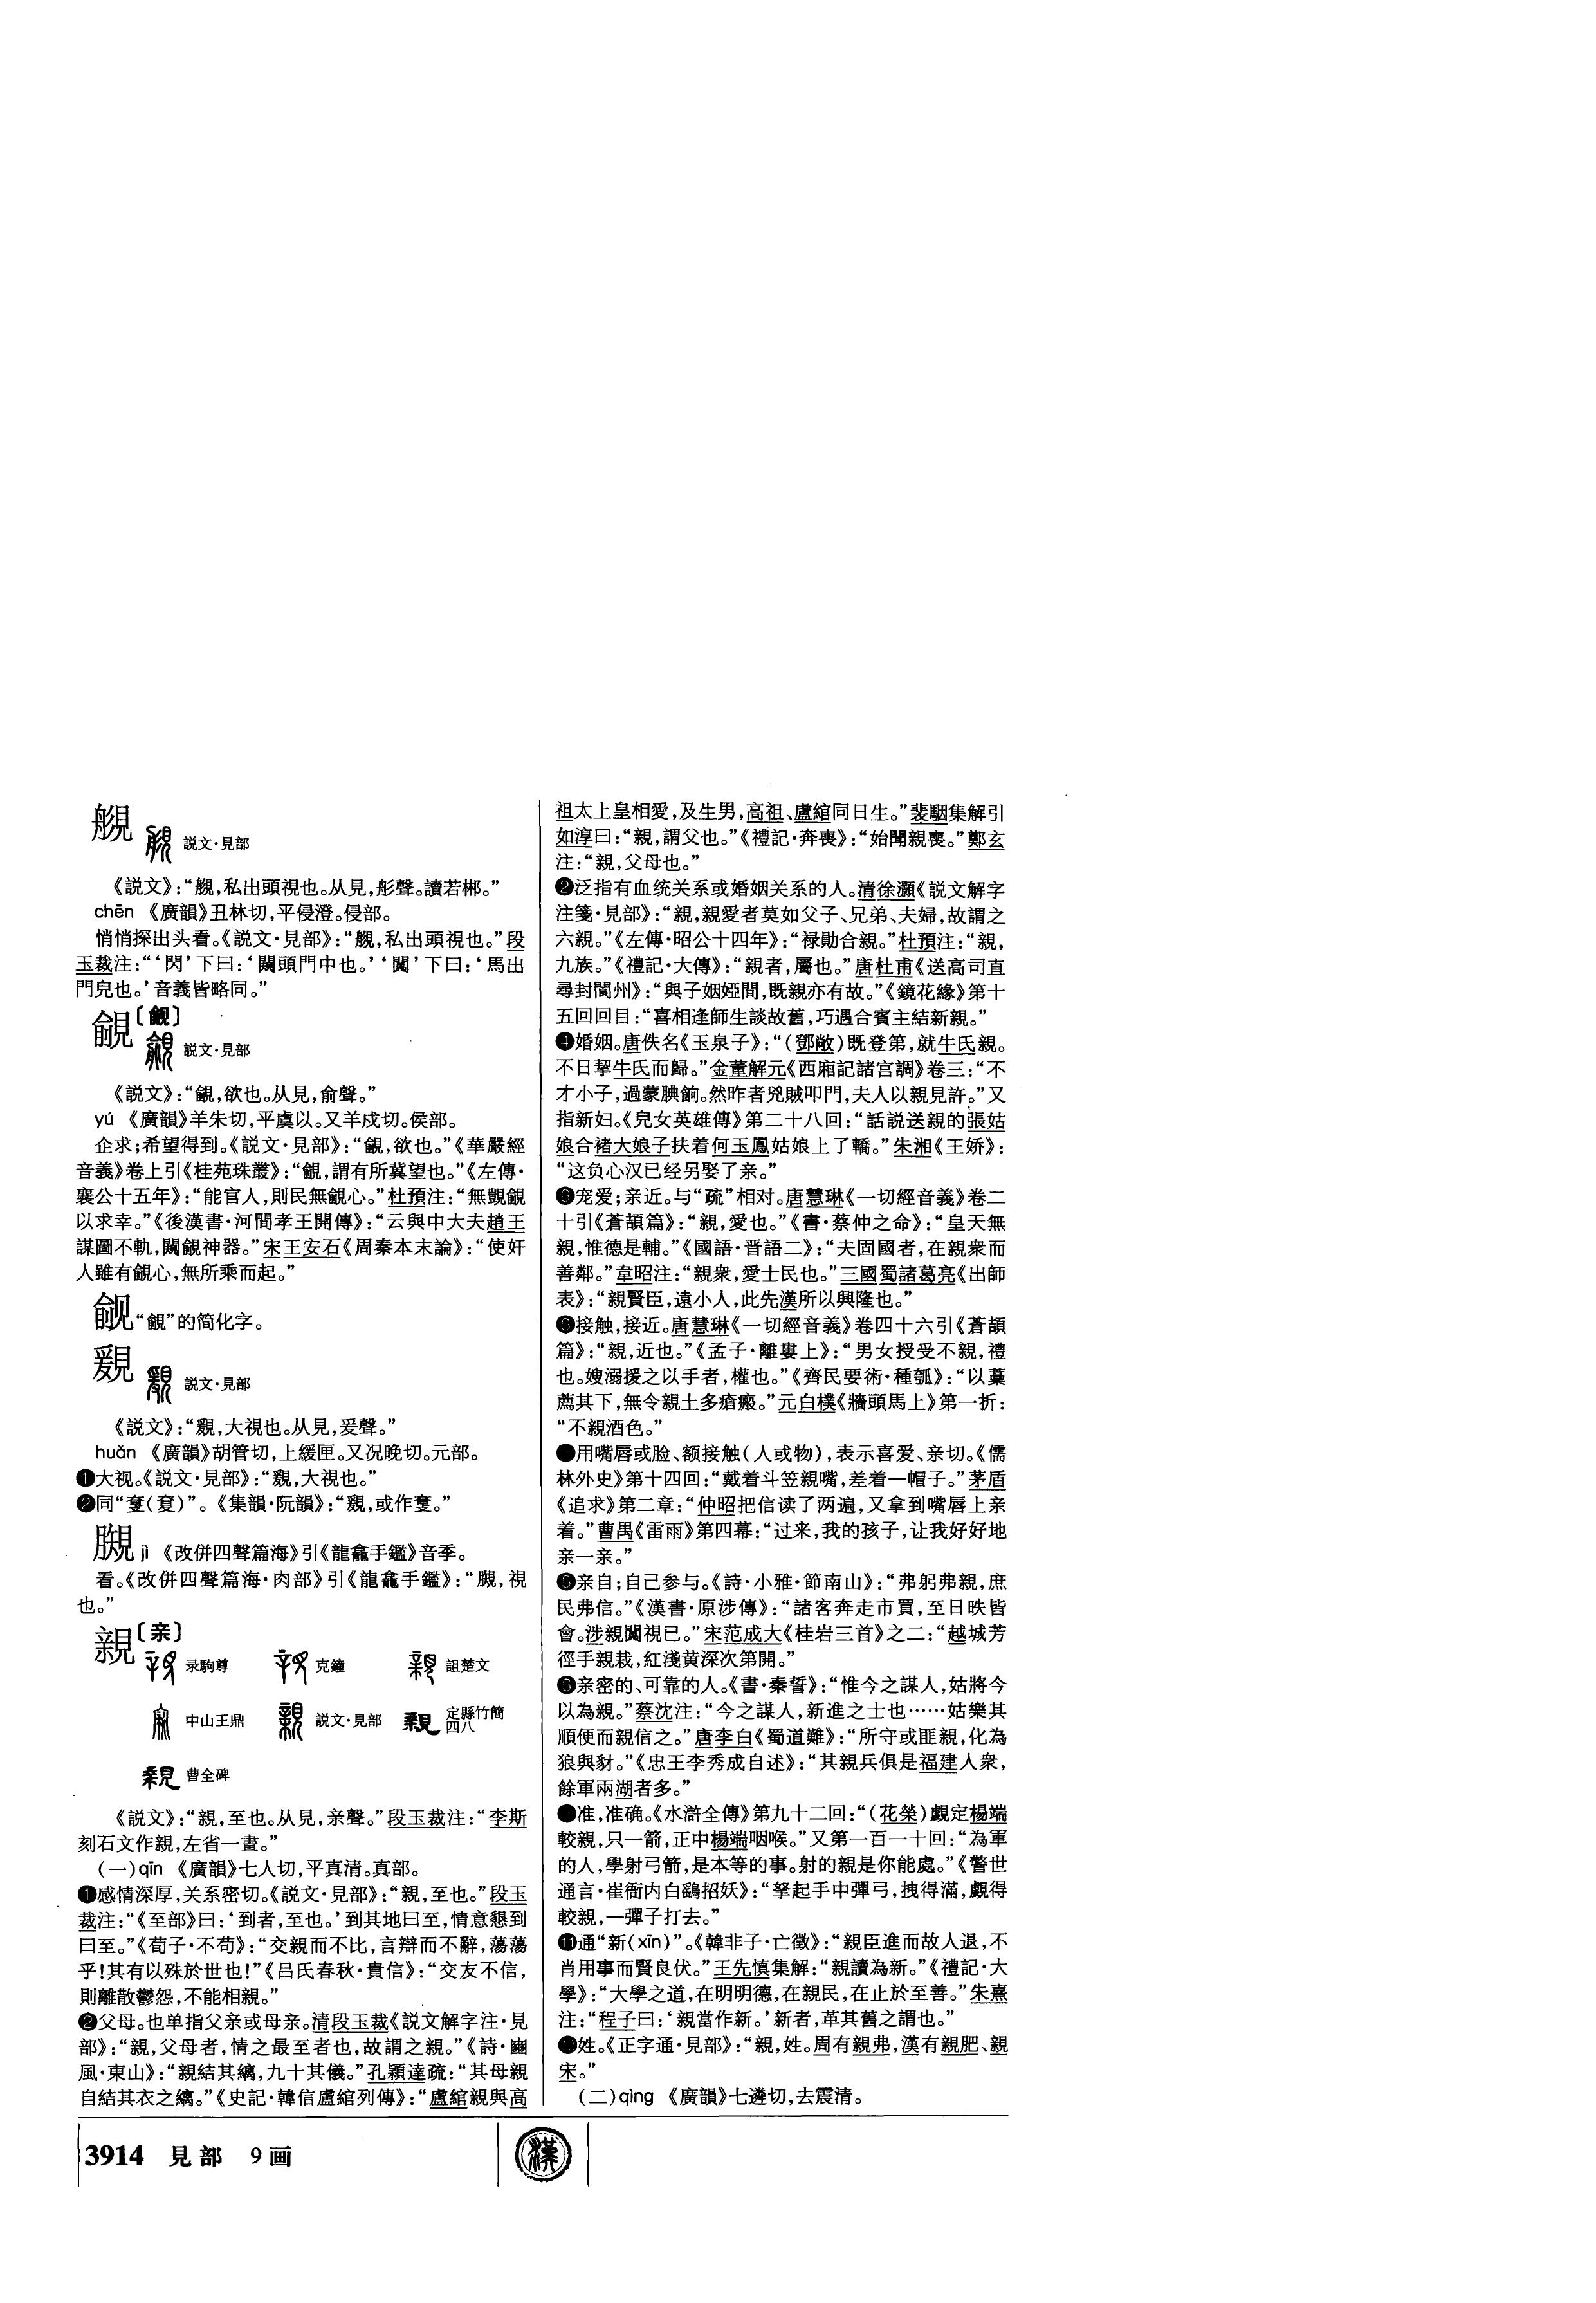 覘 説文·見部
《説文》：“覘，私出頭視也。从見，彤聲。讀若郴。”
chēn 《廣韻》丑林切，平侵澄。侵部。
悄悄探出头看。《説文·見部》：“，私出頭視也。”段
玉裁注：“‘閃’下曰：‘闚頭門中也。’‘闖’下曰：‘馬出
門皃也。’音義皆略同。”
覦〔觎〕
説文·見部
《説文》：“覦，欲也。从見，俞聲。”
yú 《廣韻》羊朱切，平虞以。又羊戍切。侯部。
企求；希望得到。《説文·見部》：“覦，欲也。”《華嚴經
音義》卷上引《桂苑珠叢》：“覦，謂有所冀望也。”《左傳·
襄公十五年》：“能官人，則民無覦心。”杜預注：“無覬覦
以求幸。”《後漢書·河間孝王開傳》：“云與中大夫趙王
謀圖不軌，闚覦神器。”宋王安石《周秦本末論》：“使奸
人雖有覦心，無所乘而起。”
觎“覦”的简化字。
説文·見部
《説文》：“，大視也。从見，爰聲。”
huǎn 《廣韻》胡管切，上緩匣。又况晚切。元部。
❶大视。《説文·見部》：“，大視也。”
❷同“”。《集韻·阮韻》：“，或作。”
jì 《改併四聲篇海》引《龍龕手鑑》音季。
看。《改併四聲篇海·肉部》引《龍龕手鑑》：“，視
也。”
親〔亲〕
录駒尊 克鐘 詛楚文
中山王鼎 説文·見部 定縣竹簡四八
曹全碑
《説文》：“親，至也。从見，亲聲。”段玉裁注：“李斯
刻石文作親，左省一畫。”
（一）qīn 《廣韻》七人切，平真清。真部。
❶感情深厚，关系密切。《説文·見部》：“親，至也。”段玉
裁注：“《至部》曰：‘到者，至也。’到其地曰至，情意懇到
曰至。”《荀子·不苟》：“交親而不比，言辯而不辭，蕩蕩
乎！其有以殊於世也！”《吕氏春秋·貴信》：“交友不信，
則離散鬱怨，不能相親。”
❷父母。也单指父亲或母亲。清段玉裁《説文解字注·見
部》：“親，父母者，情之最至者也，故謂之親。”《詩·豳
風·東山》：“親結其縭，九十其儀。”孔穎達疏：“其母親
自結其衣之縭。”《史記·韓信盧綰列傳》：“盧綰親與高
祖太上皇相愛，及生男，高祖、盧綰同日生。”裴駰集解引
如淳曰：“親，謂父也。”《禮記·奔喪》：“始聞親喪。”鄭玄
注：“親，父母也。”
❷泛指有血统关系或婚姻关系的人。清徐灝《説文解字
注箋·見部》：“親，親愛者莫如父子、兄弟、夫婦，故謂之
六親。”《左傳·昭公十四年》：“禄勛合親。”杜預注：“親，
九族。”《禮記·大傳》：“親者，屬也。”唐杜甫《送高司直
尋封閬州》：“與子姻婭間，既親亦有故。”《鏡花緣》第十
五回回目：“喜相逢師生談故舊，巧遇合賓主結新親。”
❹婚姻。唐佚名《玉泉子》：“（鄧敞）既登第，就牛氏親。
不日挈牛氏而歸。”金董解元《西廂記諸宫調》卷三：“不
才小子，過蒙腆餉。然昨者兇賊叩門，夫人以親見許。”又
指新妇。《兒女英雄傳》第二十八回：“話説送親的張姑
娘合褚大娘子扶着何玉鳳姑娘上了轎。”朱湘《王娇》：
“这负心汉已经另娶了亲。”
宠爱；亲近。与“疏”相对。唐慧琳《一切經音義》卷二
十引《蒼頡篇》：“親，愛也。”《書·蔡仲之命》：“皇天無
親，惟德是輔。”《國語·晋語二》：“夫固國者，在親衆而
善鄰。”韋昭注：“親衆，愛士民也。”三國蜀諸葛亮《出師
表》：“親賢臣，遠小人，此先漢所以興隆也。”
接触，接近。唐慧琳《一切經音義》卷四十六引《蒼頡
篇》：“親，近也。”《孟子·離婁上》：“男女授受不親，禮
也。嫂溺援之以手者，權也。”《齊民要術·種瓠》：“以藁
薦其下，無令親土多瘡瘢。”元白樸《牆頭馬上》第一折：
“不親酒色。”
用嘴唇或脸、额接触（人或物），表示喜爱、亲切。《儒
林外史》第十四回：“戴着斗笠親嘴，差着一帽子。”茅盾
《追求》第二章：“仲昭把信读了两遍，又拿到嘴唇上亲
着。”曹禺《雷雨》第四幕：“过来，我的孩子，让我好好地
亲一亲。”
亲自；自己参与。《詩·小雅·節南山》：“弗躬弗親，庶
民弗信。”《漢書·原涉傳》：“諸客奔走市買，至日昳皆
會。涉親閲視已。”宋范成大《桂岩三首》之二：“越城芳
徑手親栽，紅淺黄深次第開。”
亲密的、可靠的人。《書·秦誓》：“惟今之謀人，姑將今
以為親。”蔡沈注：“今之謀人，新進之士也……姑樂其
順便而親信之。”唐李白《蜀道難》：“所守或匪親，化為
狼與豺。”《忠王李秀成自述》：“其親兵俱是福建人衆，
餘軍兩湖者多。”
准，准确。《水滸全傳》第九十二回：“（花榮）覷定楊端
較親，只一箭，正中楊端咽喉。”又第一百一十回：“為軍
的人，學射弓箭，是本等的事。射的親是你能處。”《警世
通言·崔衙内白鷂招妖》：“拏起手中彈弓，拽得滿，覷得
較親，一彈子打去。”
⓫通“新（xīn）”。《韓非子·亡徵》：“親臣進而故人退，不
肖用事而賢良伏。”王先慎集解：“親讀為新。”《禮記·大
學》：“大學之道，在明明德，在親民，在止於至善。”朱熹
注：“程子曰：‘親當作新。’新者，革其舊之謂也。”
姓。《正字通·見部》：“親，姓。周有親弗，漢有親肥、親
宋。”
（二）qìng 《廣韻》七遴切，去震清。
3914 見部 9画 漢